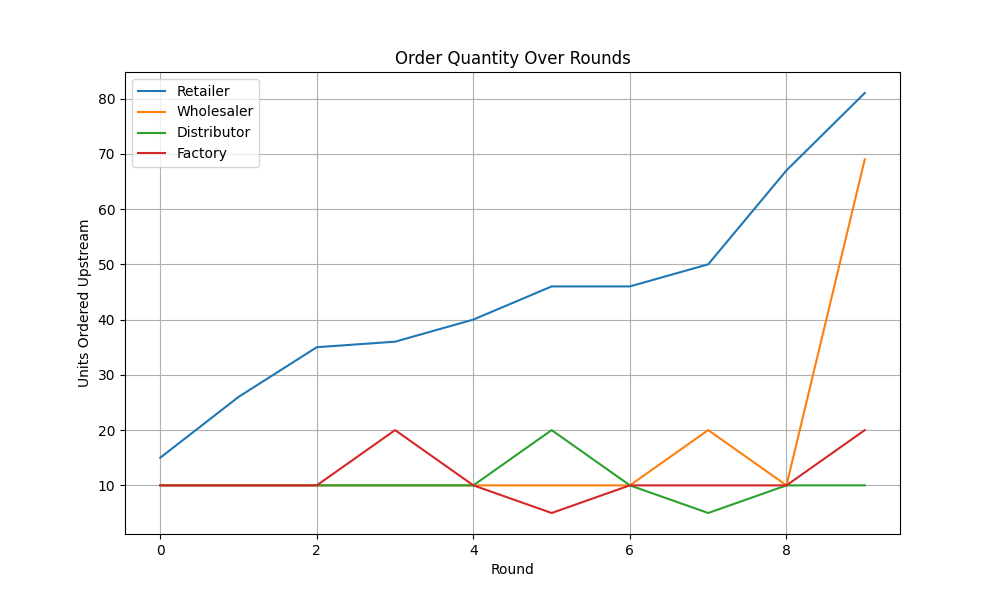 Order Quantity Over Rounds
Retailer
Wholesaler
Distributor
Factory
Units Ordered Upstream
80
70
60
50
40
30
20
10
0 2 4 6 8
Round